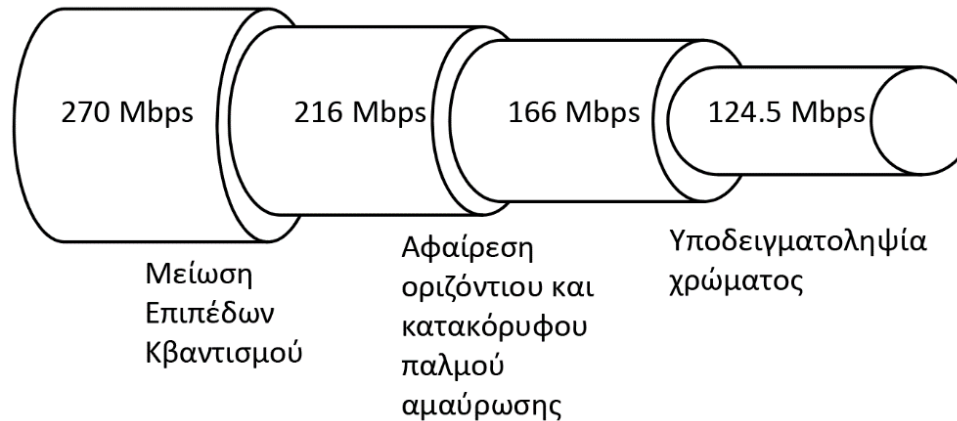 270 Mbps
216 Mbps
166 Mbps
124.5 Mbps
Μείωση
Επιπέδων
Κβαντισμού
Αφαίρεση
οριζόντιου και
κατακόρυφου
παλμού
αμαύρωσης
Υποδειγματοληψία
χρώματος